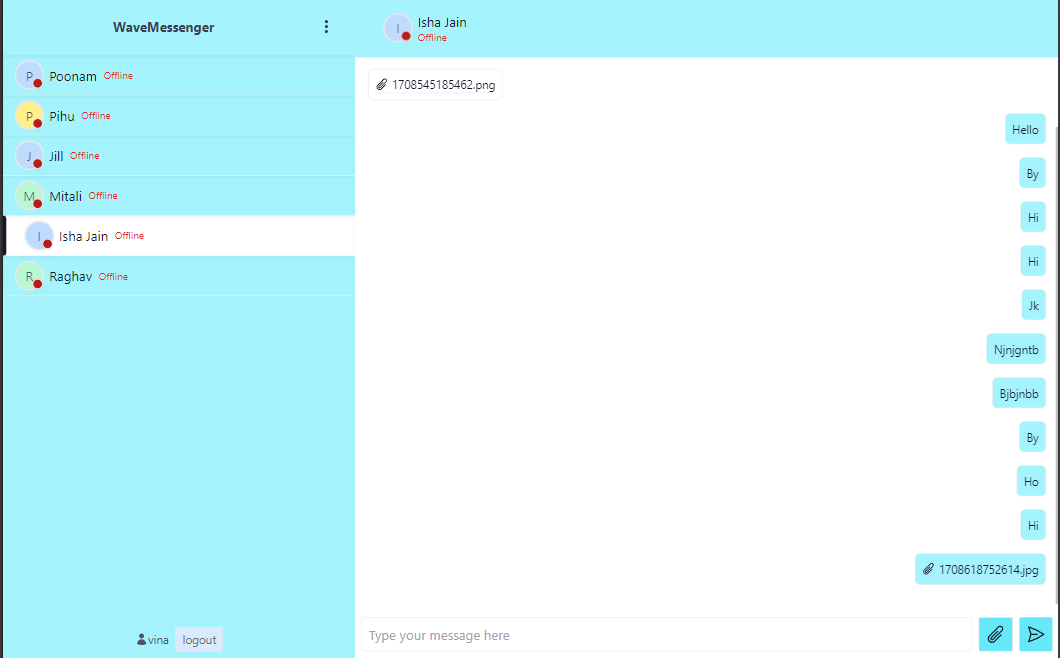 WaveMessenger
P Poonam Offline
P Pihu Offline
J Jill Offline
M Mitali Offline
I Isha Jain Offline
R Raghav Offline
vina logout
I Isha Jain
Offline
1708545185462.png
Hello
By
Hi
Hi
Jk
Njnjgntb
Bjbjnbb
By
Ho
Hi
1708618752614.jpg
Type your message here